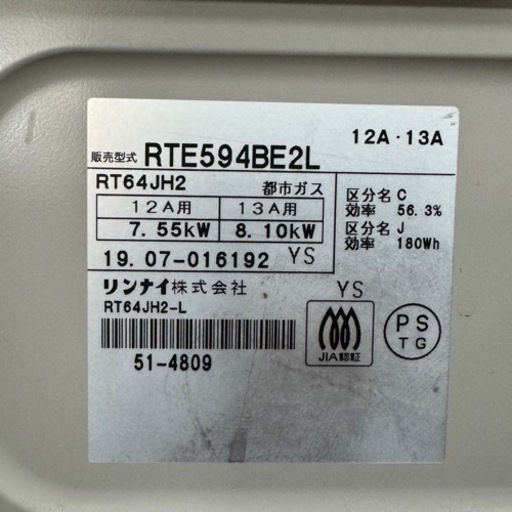 12A・13A
販売型式 RTE594BE2L
RT64JH2 都市ガス
12A用 13A用
7.55kW 8.10kW
19.07-016192 YS
区分名 C
効率 56.3%
区分名 J
効率 180Wh
リンナイ株式会社
RT64JH2-L
YS
JIA認証
PS
TG
51-4809